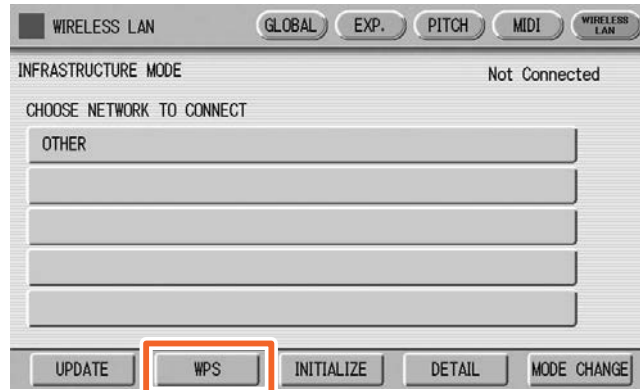 WIRELESS LAN GLOBAL EXP. PITCH MIDI WIRELESS LAN
INFRASTRUCTURE MODE Not Connected
CHOOSE NETWORK TO CONNECT
OTHER
UPDATE WPS INITIALIZE DETAIL MODE CHANGE